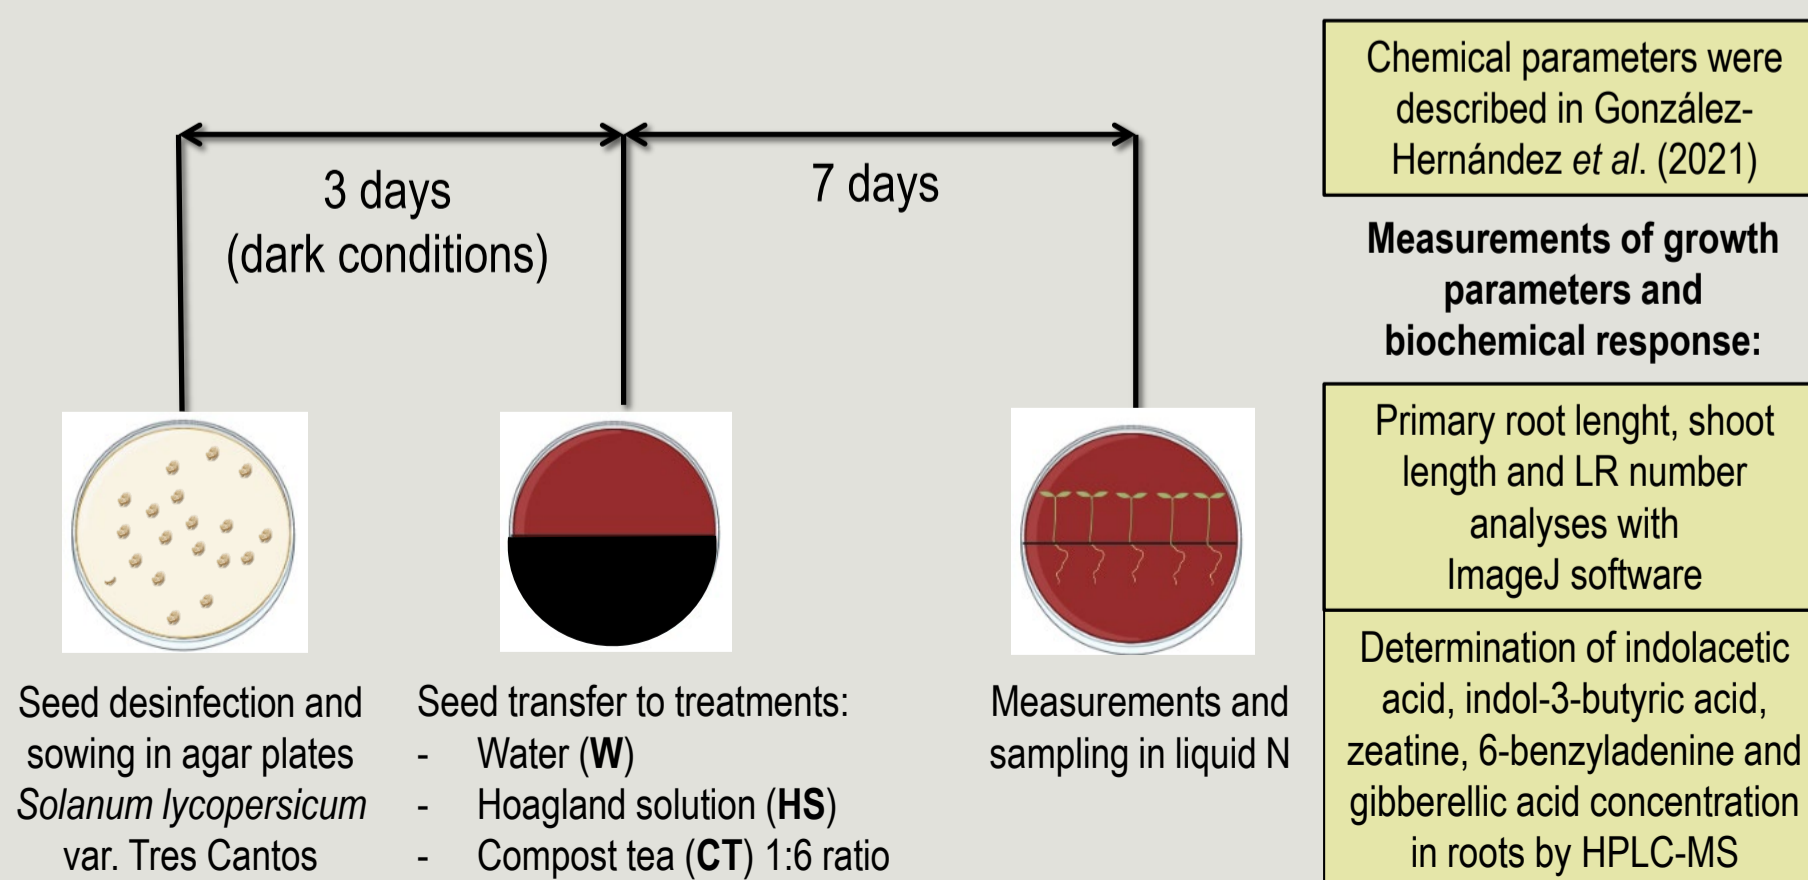 3 days
(dark conditions)
7 days
Seed desinfection and
sowing in agar plates
Solanum lycopersicum
var. Tres Cantos
Seed transfer to treatments:
- Water (W)
- Hoagland solution (HS)
- Compost tea (CT) 1:6 ratio
Measurements and
sampling in liquid N
Chemical parameters were
described in González-
Hernández et al. (2021)
Measurements of growth
parameters and
biochemical response:
Primary root lenght, shoot
length and LR number
analyses with
ImageJ software
Determination of indolacetic
acid, indol-3-butyric acid,
zeatine, 6-benzyladenine and
gibberellic acid concentration
in roots by HPLC-MS